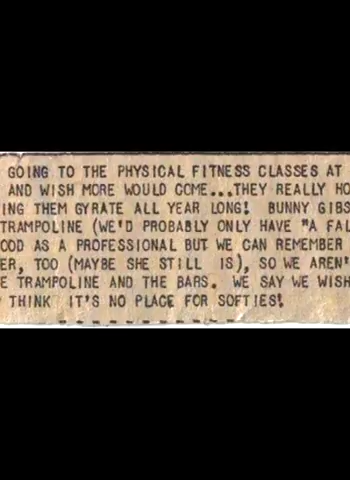 GOING TO THE PHYSICAL FITNESS CLASSES AT
AND WISH MORE WOULD COME...THEY REALLY HO
ING THEM GYRATE ALL YEAR LONG! BUNNY GIBS
TRAMPOLINE (WE'D PROBABLY ONLY HAVE "A FAL
OOD AS A PROFESSIONAL BUT WE CAN REMEMBER
ER, TOO (MAYBE SHE STILL IS), SO WE AREN'
E TRAMPOLINE AND THE BARS. WE SAY WE WISH
THINK IT'S NO PLACE FOR SOFTIES!